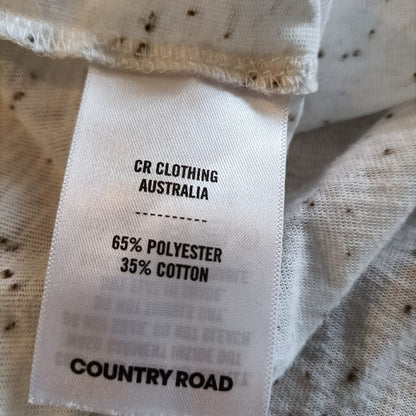 CR CLOTHING
AUSTRALIA
------------
65% POLYESTER
35% COTTON
COUNTRY ROAD